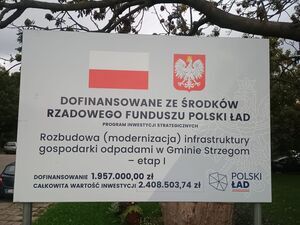 DOFINANSOWANE ZE ŚRODKÓW
RZĄDOWEGO FUNDUSZU POLSKI ŁAD
PROGRAM INWESTYCJI STRATEGICZNYCH
Rozbudowa (modernizacja) infrastruktury
gospodarki odpadami w Gminie Strzegom
– etap I
DOFINANSOWANIE 1.957.000,00 zł
CAŁKOWITA WARTOŚĆ INWESTYCJI 2.408.503,74 zł
POLSKI
ŁAD